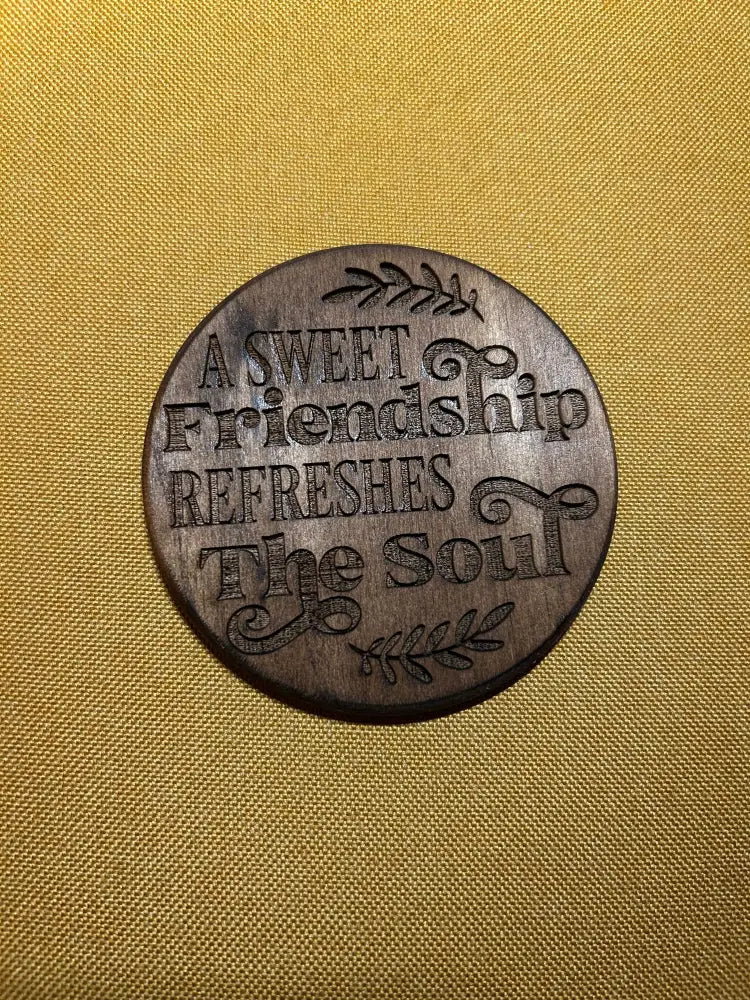 A SWEET
Friendship
REFRESHES
The Soul